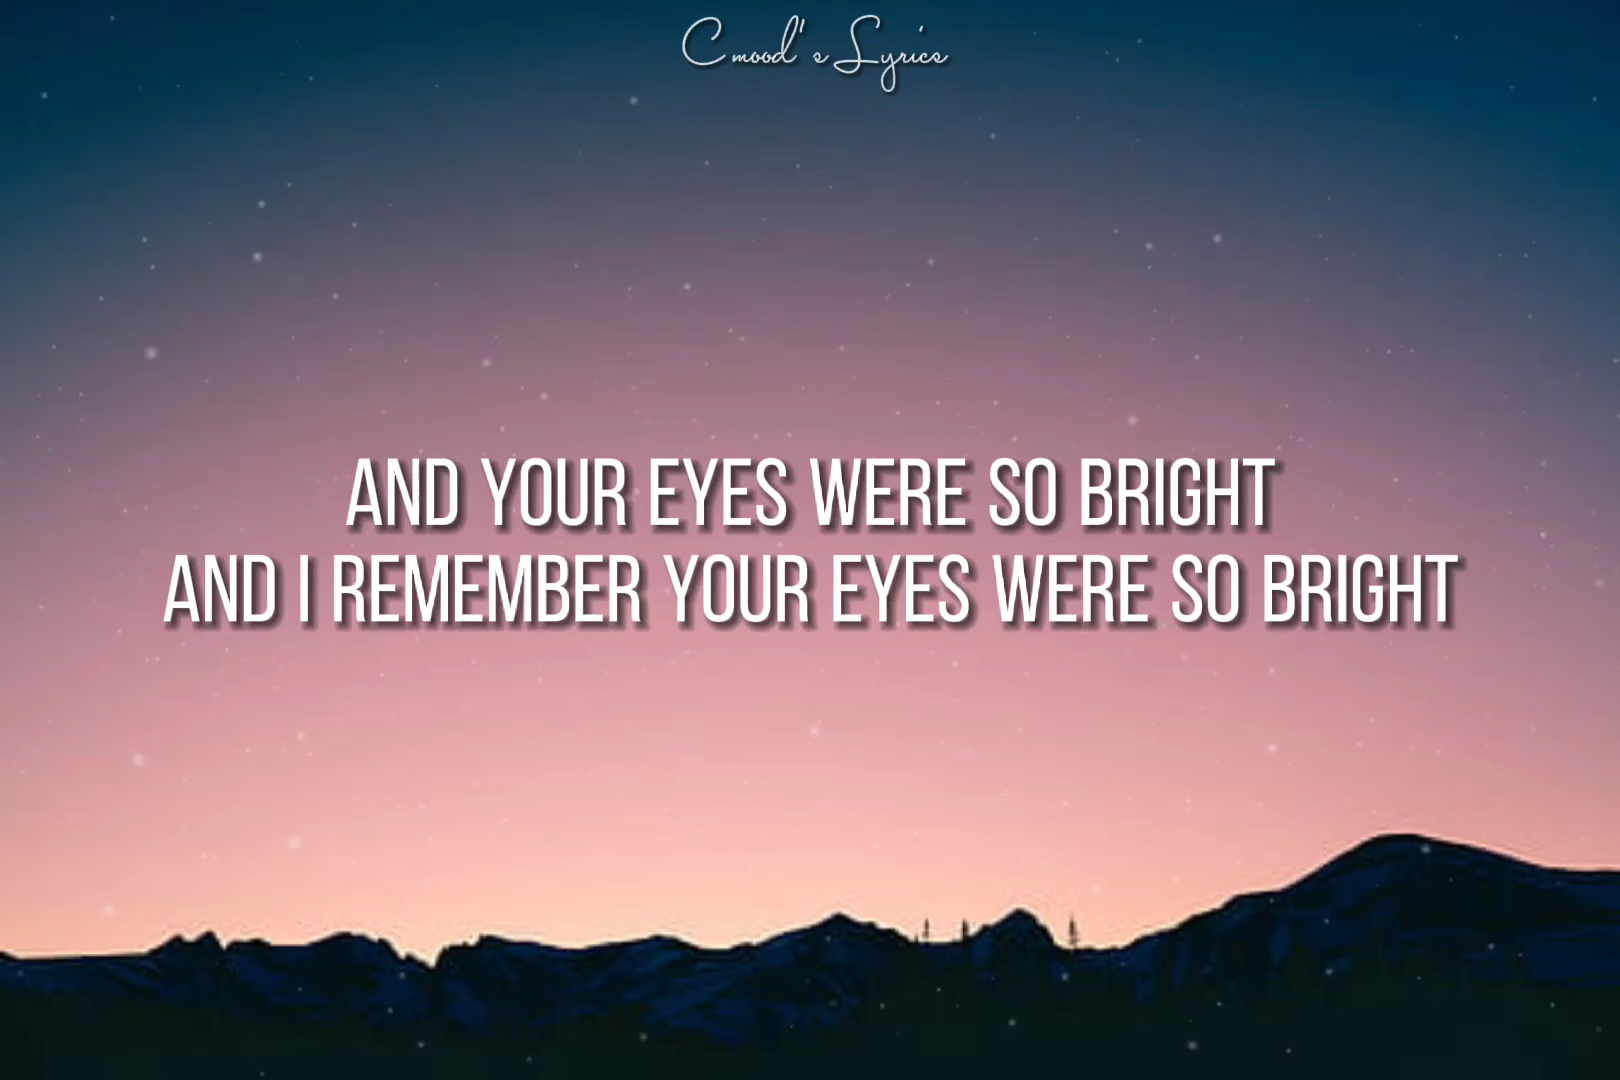 Cmood's Lyrics
AND YOUR EYES WERE SO BRIGHT
AND I REMEMBER YOUR EYES WERE SO BRIGHT